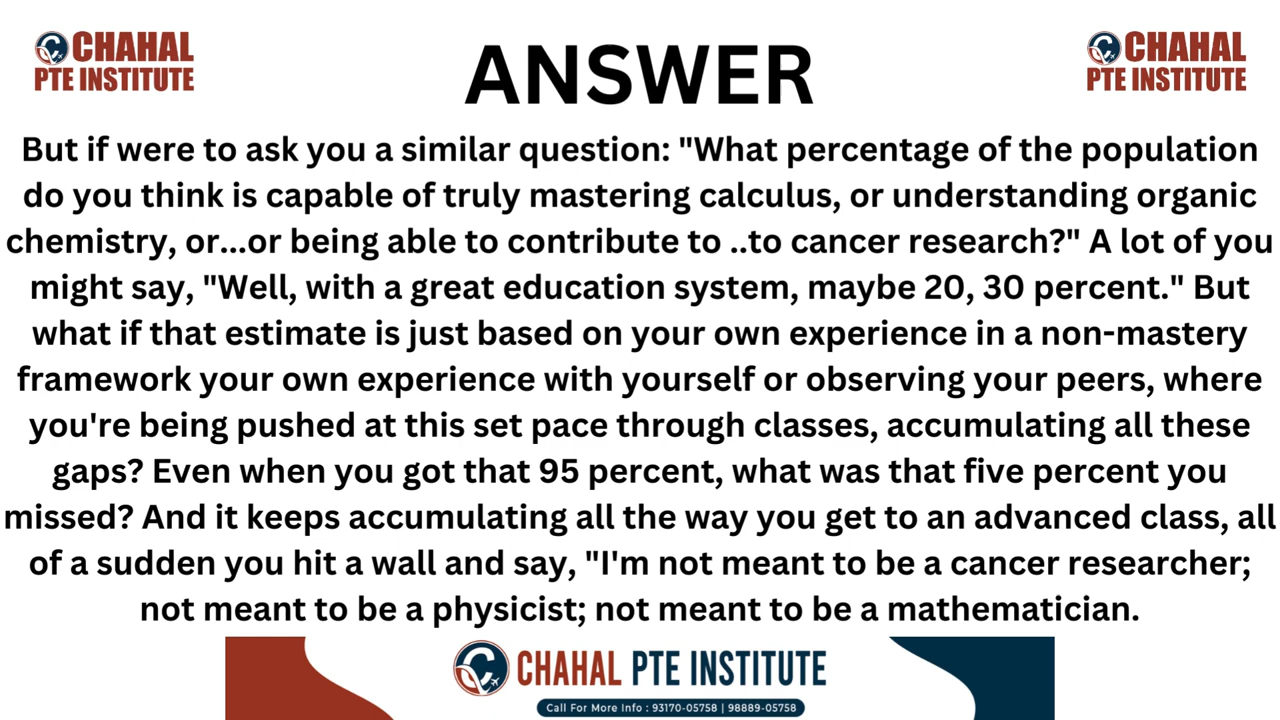 CHAHAL
PTE INSTITUTE
ANSWER
CHAHAL
PTE INSTITUTE
But if were to ask you a similar question: "What percentage of the population
do you think is capable of truly mastering calculus, or understanding organic
chemistry, or...or being able to contribute to ..to cancer research?" A lot of you
might say, "Well, with a great education system, maybe 20, 30 percent." But
what if that estimate is just based on your own experience in a non-mastery
framework your own experience with yourself or observing your peers, where
you're being pushed at this set pace through classes, accumulating all these
gaps? Even when you got that 95 percent, what was that five percent you
missed? And it keeps accumulating all the way you get to an advanced class, all
of a sudden you hit a wall and say, "I'm not meant to be a cancer researcher;
not meant to be a physicist; not meant to be a mathematician.
CHAHAL PTE INSTITUTE
Call For More Info : 93170-05758 | 98889-05758